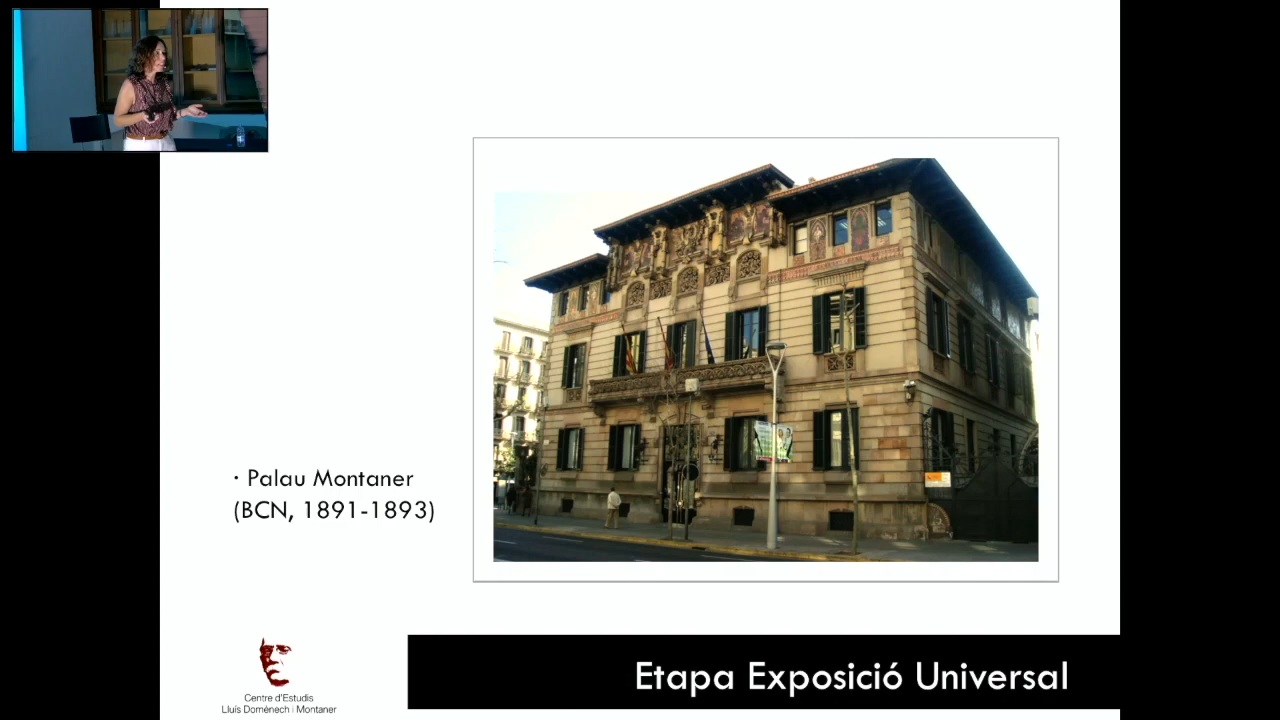 · Palau Montaner
(BCN, 1891-1893)
Centre d'Estudis
Lluís Domènech i Montaner
Etapa Exposició Universal